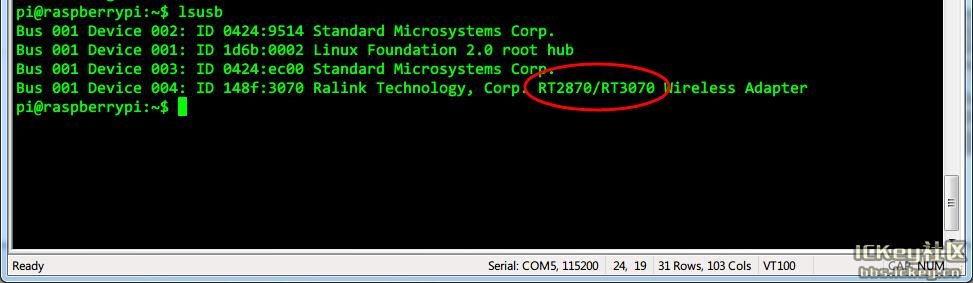 pi@raspberrypi:~$ lsusb
Bus 001 Device 002: ID 0424:9514 Standard Microsystems Corp.
Bus 001 Device 001: ID 1d6b:0002 Linux Foundation 2.0 root hub
Bus 001 Device 003: ID 0424:ec00 Standard Microsystems Corp.
Bus 001 Device 004: ID 148f:3070 Ralink Technology, Corp. RT2870/RT3070 Wireless Adapter
pi@raspberrypi:~$
ICKey社区
Ready Serial: COM5, 115200 24, 19 31 Rows, 103 Cols VT100 CAP NUM
bbs.ickey.cn